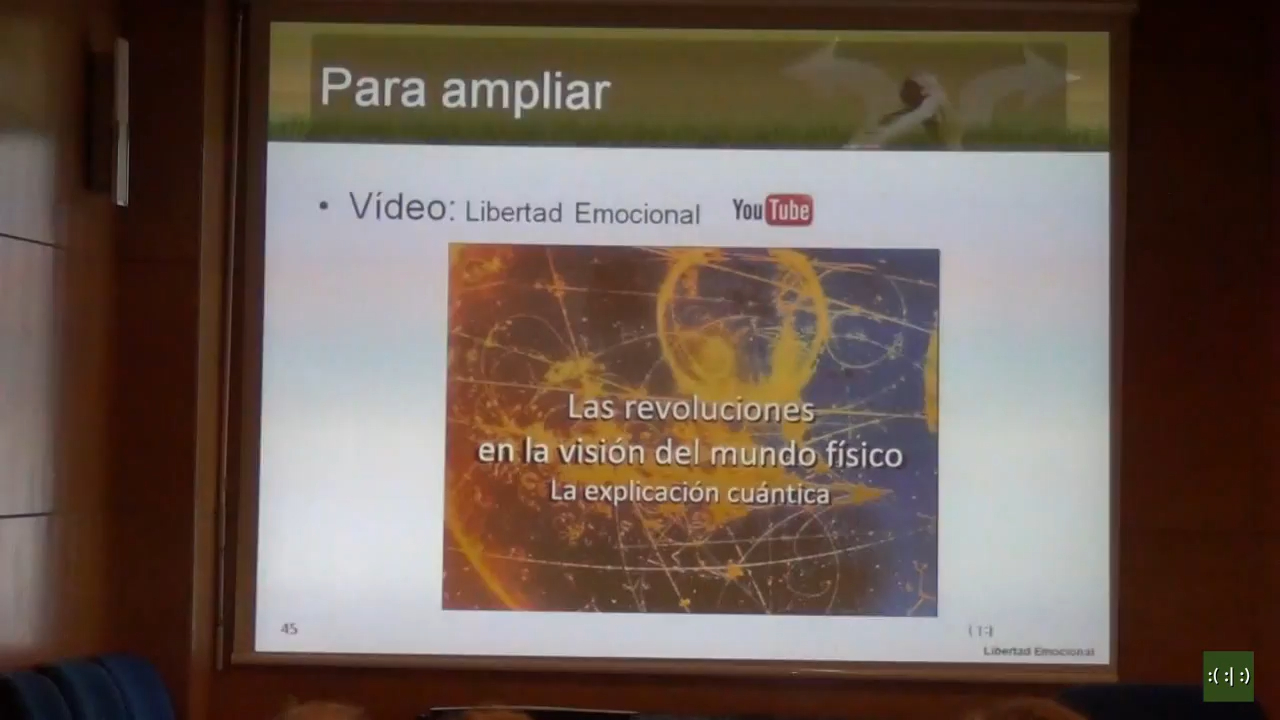 Para ampliar
• Vídeo: Libertad Emocional YouTube
Las revoluciones
en la visión del mundo físico
La explicación cuántica
45
Libertad Emocional
:( :| :)